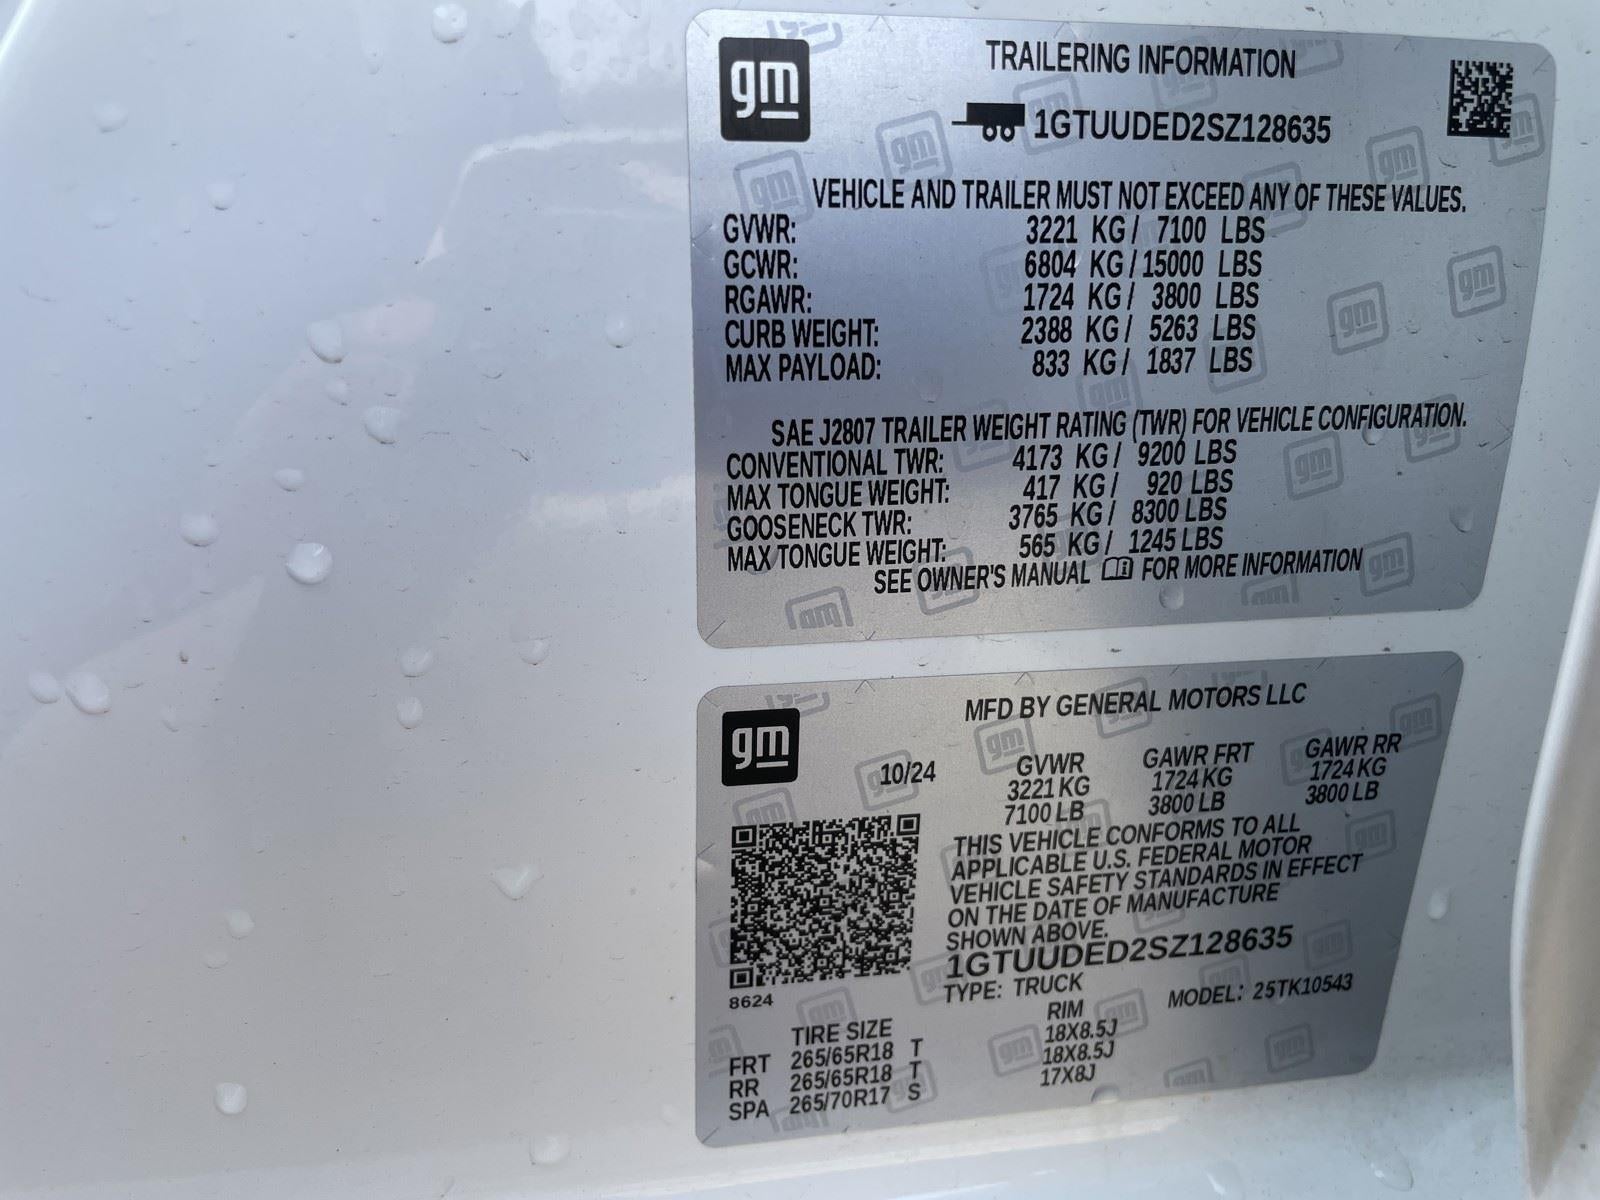 gm
TRAILERING INFORMATION
1GTUUDED2SZ128635
VEHICLE AND TRAILER MUST NOT EXCEED ANY OF THESE VALUES.
GVWR: 3221 KG / 7100 LBS
GCWR: 6804 KG / 15000 LBS
RGAWR: 1724 KG / 3800 LBS
CURB WEIGHT: 2388 KG / 5263 LBS
MAX PAYLOAD: 833 KG / 1837 LBS
SAE J2807 TRAILER WEIGHT RATING (TWR) FOR VEHICLE CONFIGURATION.
CONVENTIONAL TWR: 4173 KG / 9200 LBS
MAX TONGUE WEIGHT: 417 KG / 920 LBS
GOOSENECK TWR: 3765 KG / 8300 LBS
MAX TONGUE WEIGHT: 565 KG / 1245 LBS
SEE OWNER'S MANUAL FOR MORE INFORMATION
gm
MFD BY GENERAL MOTORS LLC
10/24 GVWR GAWR FRT GAWR RR
3221 KG 1724 KG 1724 KG
7100 LB 3800 LB 3800 LB
THIS VEHICLE CONFORMS TO ALL
APPLICABLE U.S. FEDERAL MOTOR
VEHICLE SAFETY STANDARDS IN EFFECT
ON THE DATE OF MANUFACTURE
SHOWN ABOVE.
1GTUUDED2SZ128635
8624
TYPE: TRUCK MODEL: 25TK10543
TIRE SIZE RIM
FRT 265/65R18 T 18X8.5J
RR 265/65R18 T 18X8.5J
SPA 265/70R17 S 17X8J